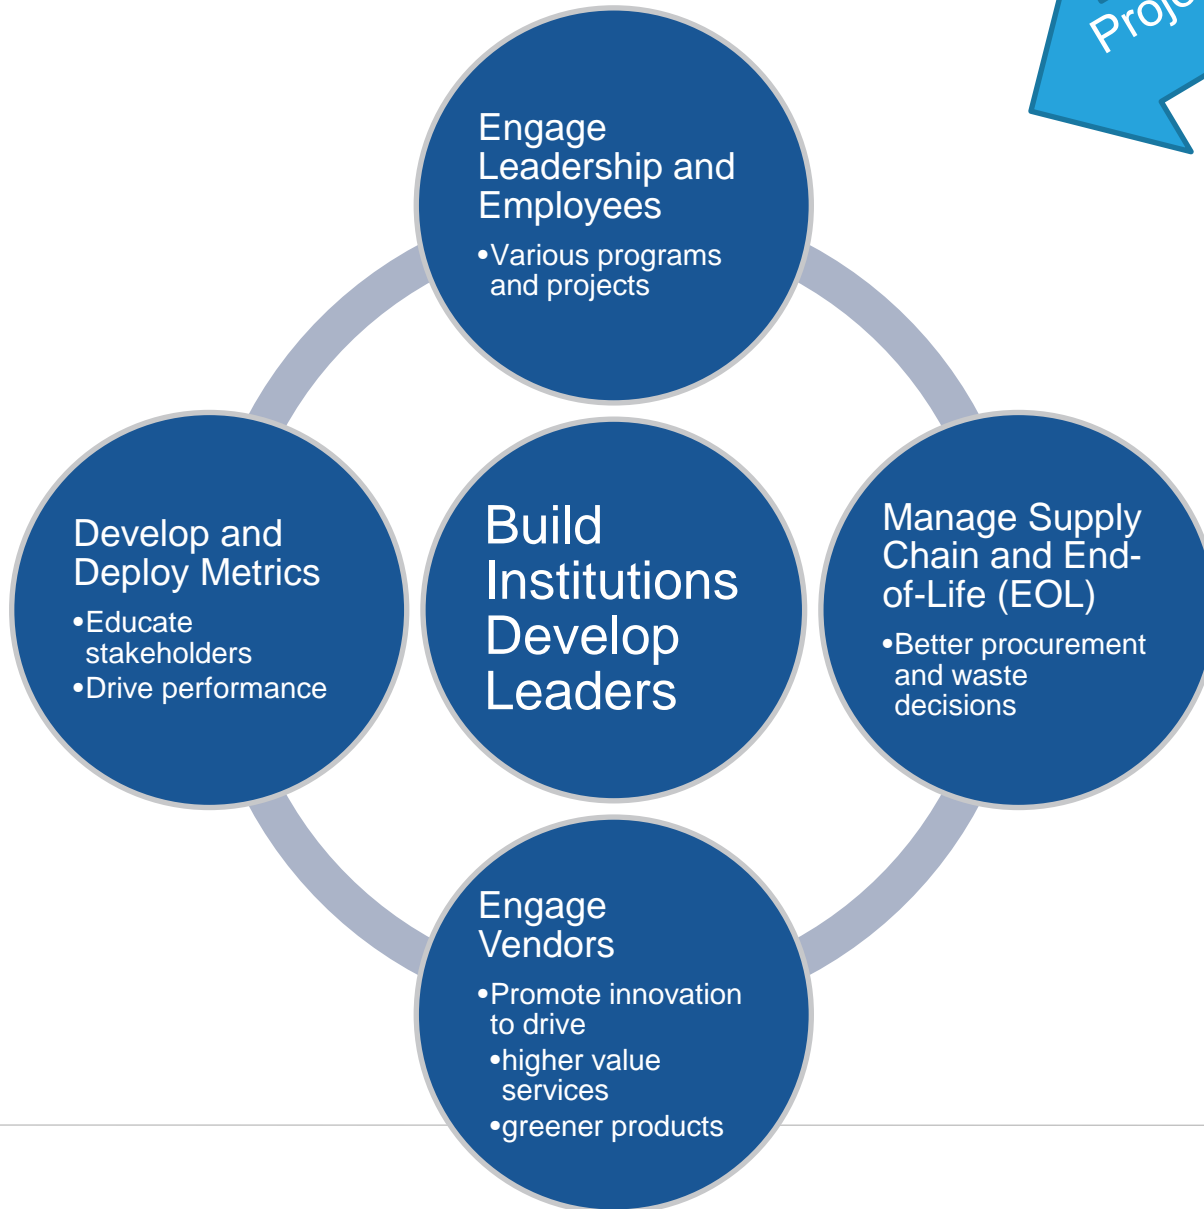 Engage
Leadership and
Employees
•Various programs
and projects
Develop and
Deploy Metrics
•Educate
stakeholders
•Drive performance
Build
Institutions
Develop
Leaders
Manage Supply
Chain and End-
of-Life (EOL)
•Better procurement
and waste
decisions
Engage
Vendors
•Promote innovation
to drive
•higher value
services
•greener products